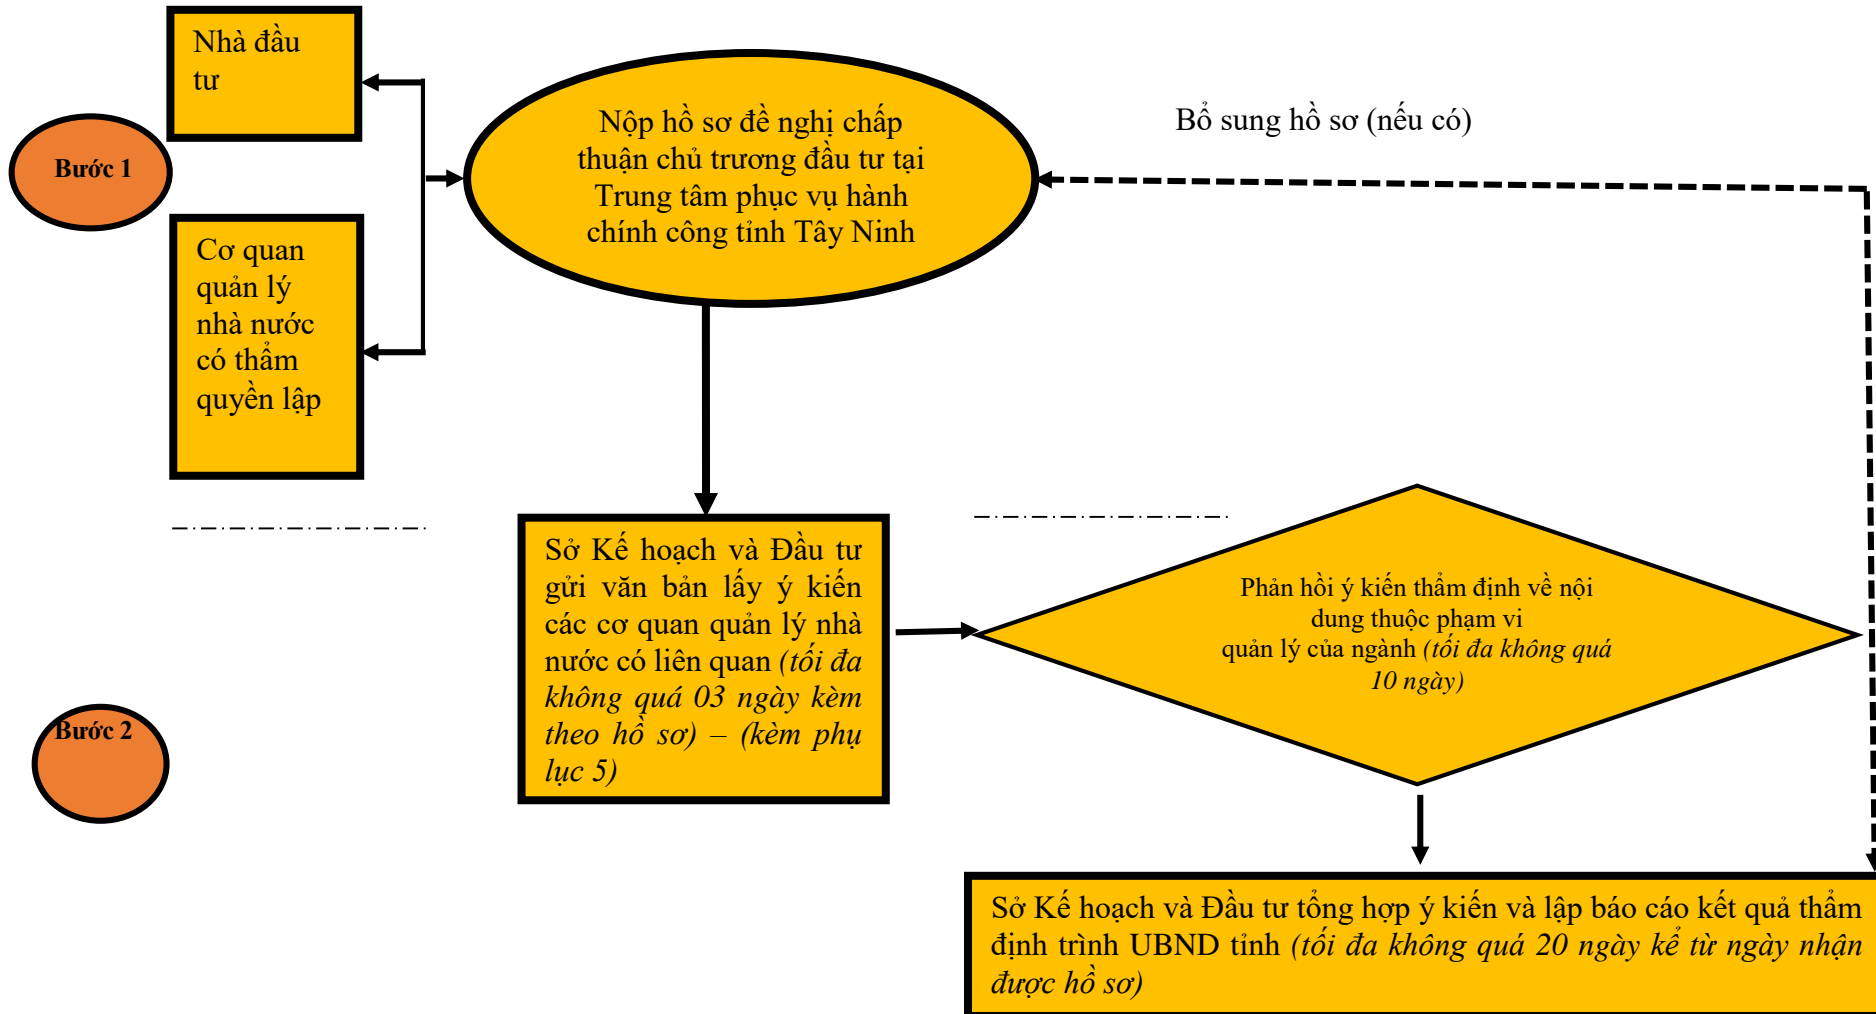 Nhà đầu
tư
Bước 1
Cơ quan
quản lý
nhà nước
có thẩm
quyền lập
Nộp hồ sơ đề nghị chấp
thuận chủ trương đầu tư tại
Trung tâm phục vụ hành
chính công tỉnh Tây Ninh
Bổ sung hồ sơ (nếu có)
Bước 2
Sở Kế hoạch và Đầu tư
gửi văn bản lấy ý kiến
các cơ quan quản lý nhà
nước có liên quan (tối đa
không quá 03 ngày kèm
theo hồ sơ) – (kèm phụ
lục 5)
Phản hồi ý kiến thẩm định về nội
dung thuộc phạm vi
quản lý của ngành (tối đa không quá
10 ngày)
Sở Kế hoạch và Đầu tư tổng hợp ý kiến và lập báo cáo kết quả thẩm
định trình UBND tỉnh (tối đa không quá 20 ngày kể từ ngày nhận
được hồ sơ)